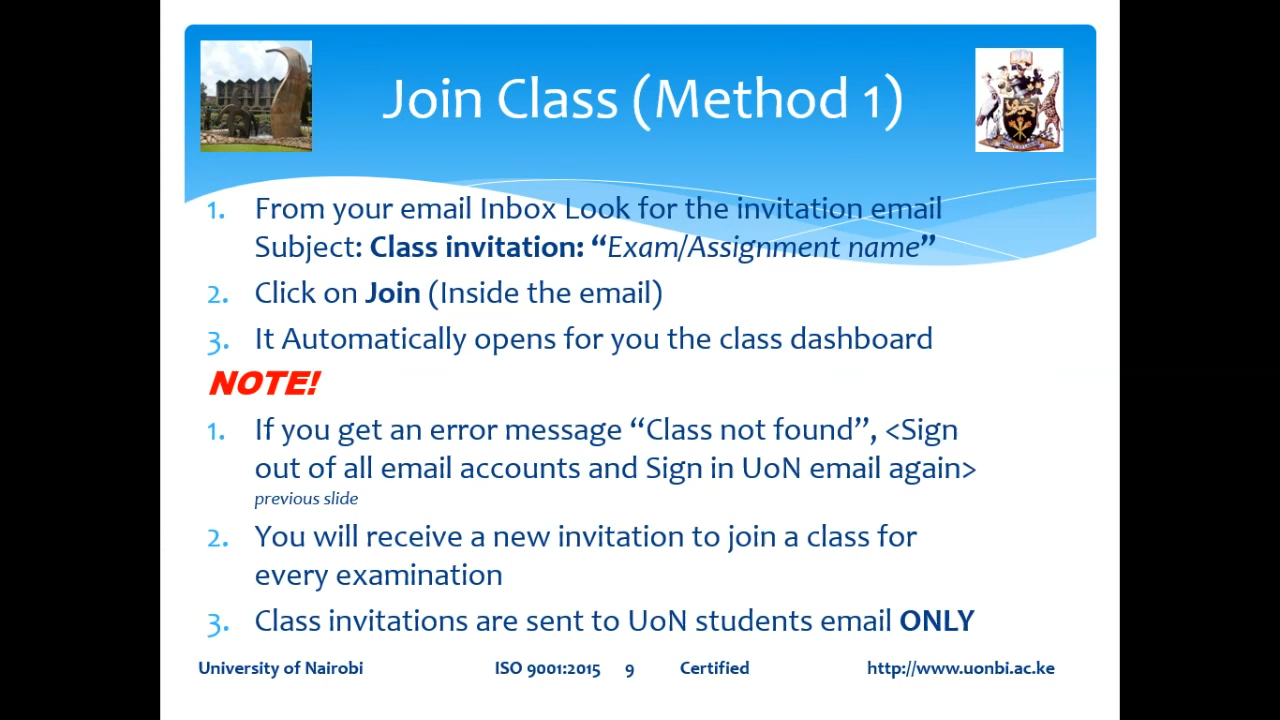 Join Class (Method 1)
1. From your email Inbox Look for the invitation email
Subject: Class invitation: “Exam/Assignment name”
2. Click on Join (Inside the email)
3. It Automatically opens for you the class dashboard
NOTE!
1. If you get an error message “Class not found”, <Sign
out of all email accounts and Sign in UoN email again>
previous slide
2. You will receive a new invitation to join a class for
every examination
3. Class invitations are sent to UoN students email ONLY
University of Nairobi ISO 9001:2015 9 Certified http://www.uonbi.ac.ke